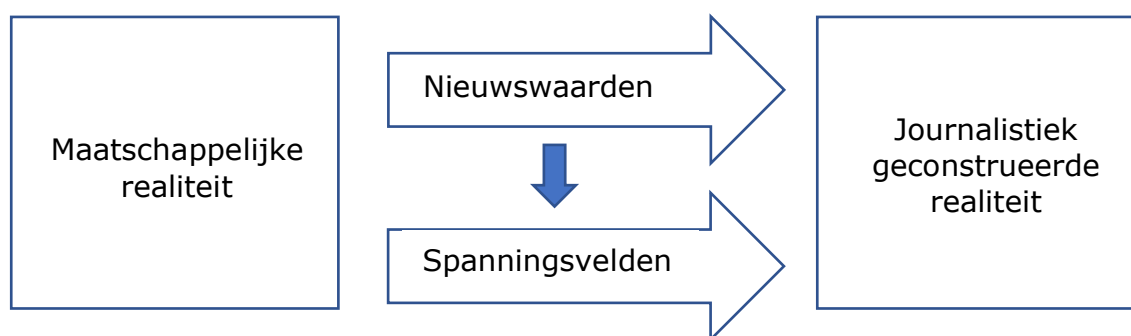 Maatschappelijke
realiteit
Nieuwswaarden
Spanningsvelden
Journalistiek
geconstrueerde
realiteit